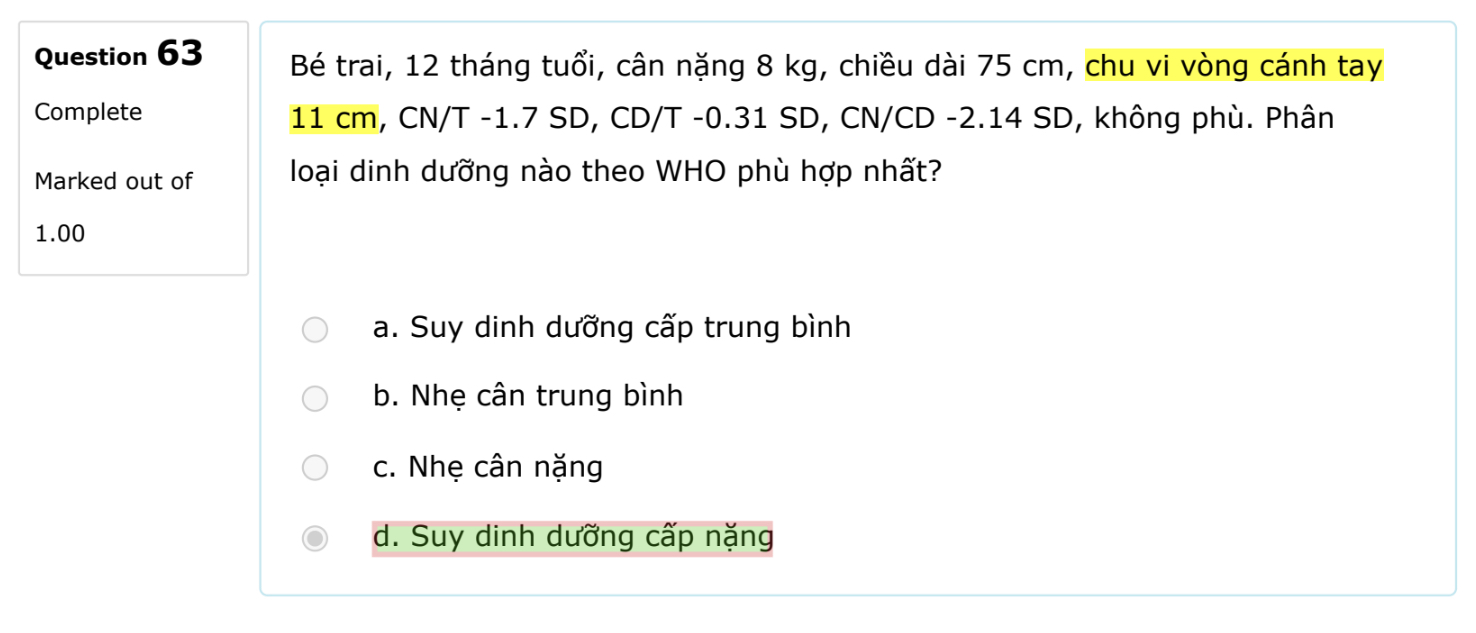 Question 63
Complete
Marked out of
1.00
Bé trai, 12 tháng tuổi, cân nặng 8 kg, chiều dài 75 cm, chu vi vòng cánh tay
11 cm, CN/T -1.7 SD, CD/T -0.31 SD, CN/CD -2.14 SD, không phù. Phân
loại dinh dưỡng nào theo WHO phù hợp nhất?
a. Suy dinh dưỡng cấp trung bình
b. Nhẹ cân trung bình
c. Nhẹ cân nặng
d. Suy dinh dưỡng cấp nặng